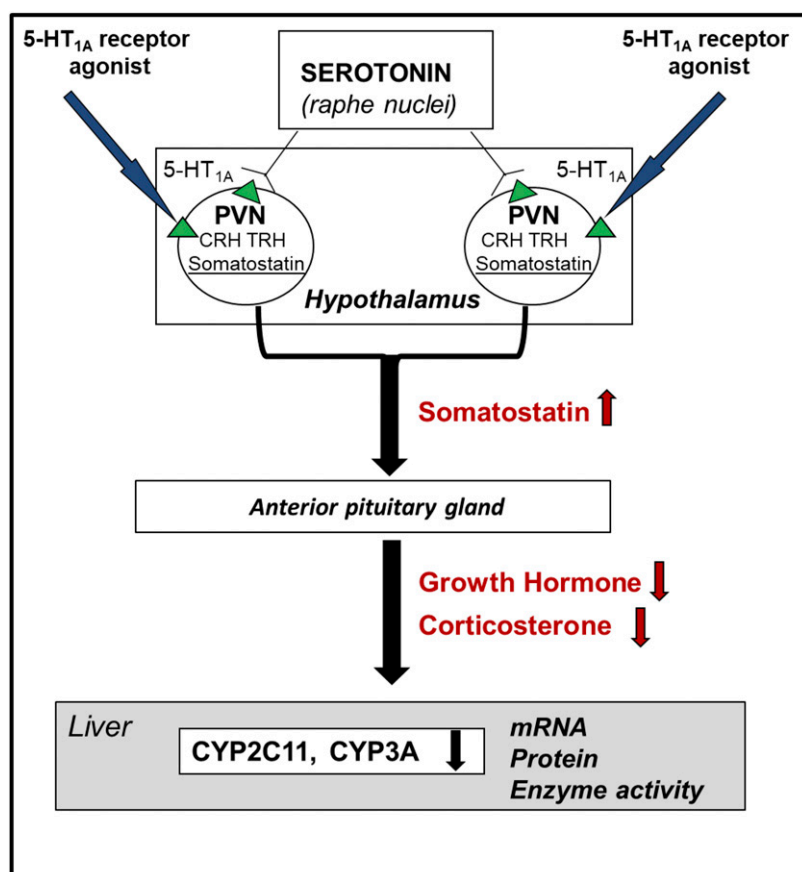 5-HT1A receptor
agonist
5-HT1A receptor
agonist
SEROTONIN
(raphe nuclei)
5-HT1A
5-HT1A
PVN
CRH TRH
Somatostatin
PVN
CRH TRH
Somatostatin
Hypothalamus
Somatostatin
Anterior pituitary gland
Growth Hormone
Corticosterone
Liver
CYP2C11, CYP3A
mRNA
Protein
Enzyme activity